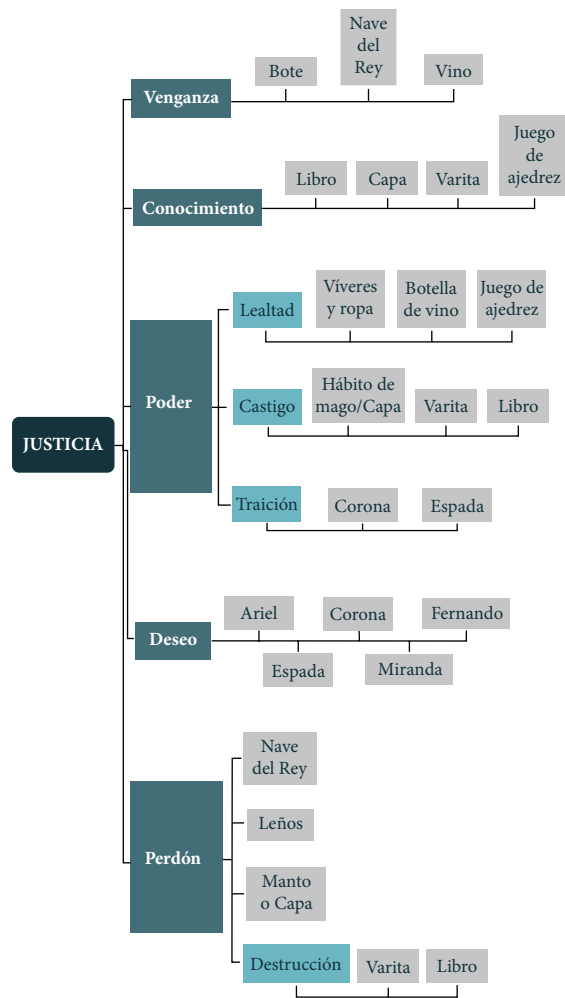 JUSTICIA
Venganza
Bote
Nave
del
Rey
Vino
Conocimiento
Libro
Capa
Varita
Juego
de
ajedrez
Poder
Lealtad
Víveres
y ropa
Botella
de vino
Juego de
ajedrez
Castigo
Hábito de
mago/Capa
Varita
Libro
Traición
Corona
Espada
Deseo
Ariel
Espada
Corona
Miranda
Fernando
Perdón
Nave
del Rey
Leños
Manto
o Capa
Destrucción
Varita
Libro